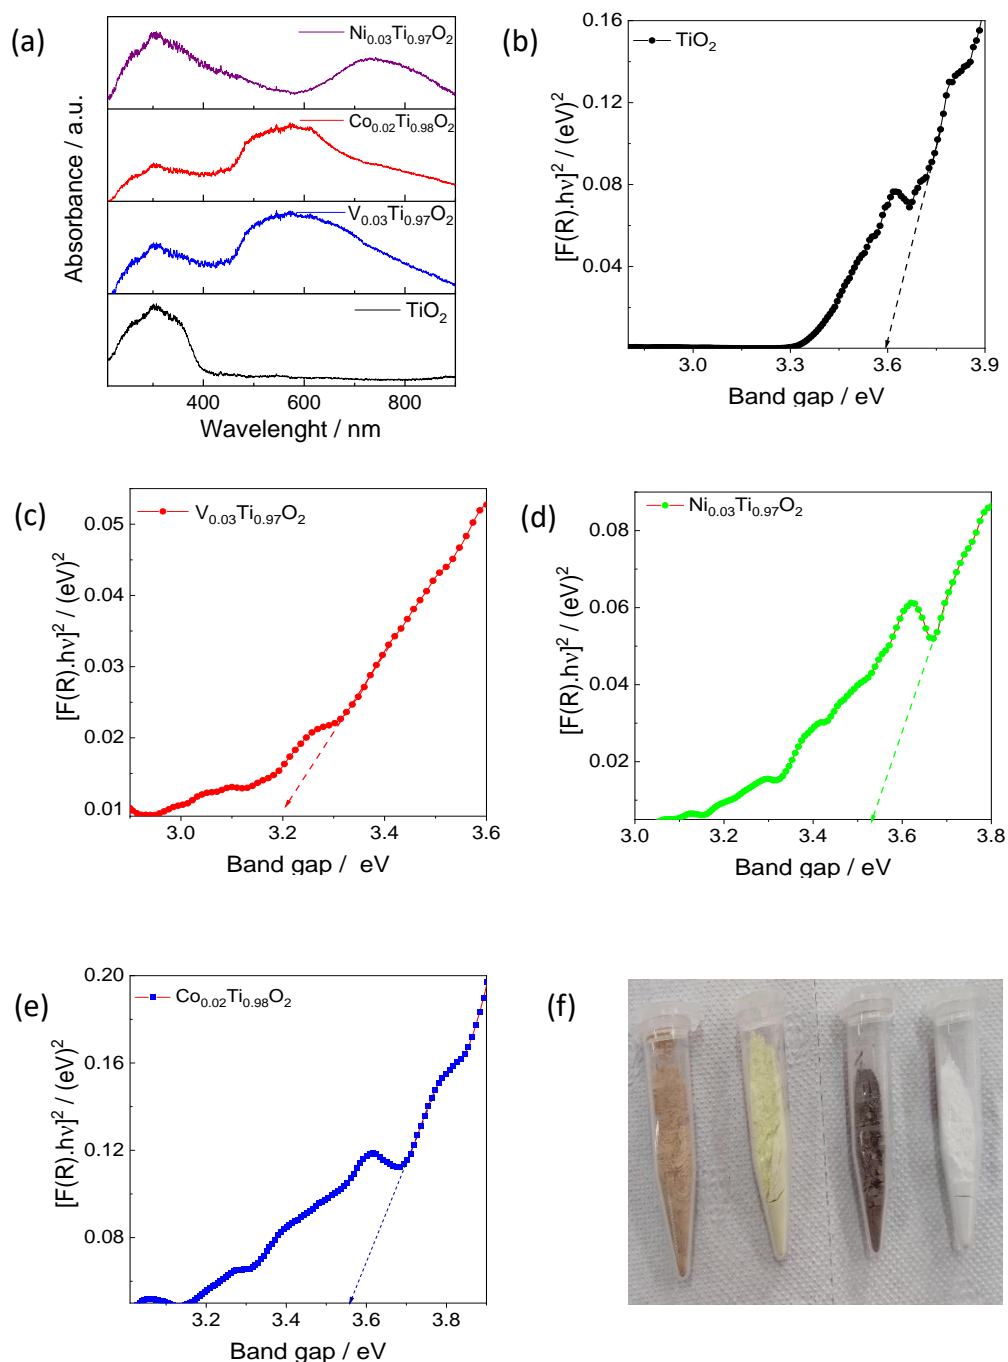 (a)
Ni0.03Ti0.97O2
Co0.02Ti0.98O2
V0.03Ti0.97O2
TiO2
Absorbance / a.u.
400 600 800
Wavelenght / nm
(b)
TiO2
0.16
0.12
0.08
0.04
[F(R).hν]² / (eV)²
3.0 3.3 3.6 3.9
Band gap / eV
(c)
V0.03Ti0.97O2
0.05
0.04
0.03
0.02
0.01
[F(R).hν]² / (eV)²
3.0 3.2 3.4 3.6
Band gap / eV
(d)
Ni0.03Ti0.97O2
0.08
0.06
0.04
0.02
[F(R).hν]² / (eV)²
3.0 3.2 3.4 3.6 3.8
Band gap / eV
(e)
Co0.02Ti0.98O2
0.20
0.16
0.12
0.08
[F(R).hν]² / (eV)²
3.2 3.4 3.6 3.8
Band gap / eV
(f)